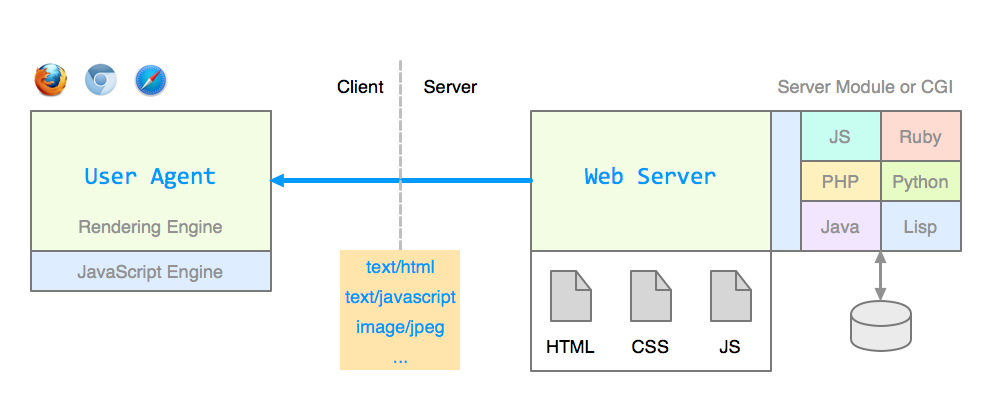 Client
Server
Server Module or CGI
User Agent
Rendering Engine
JavaScript Engine
text/html
text/javascript
image/jpeg
...
Web Server
HTML
CSS
JS
JS
Ruby
PHP
Python
Java
Lisp